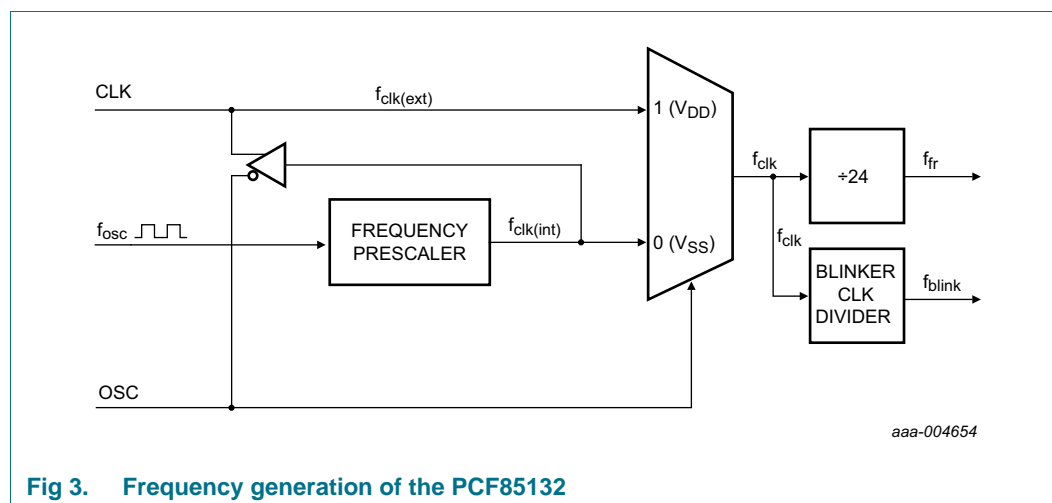 CLK
f_clk(ext)
1 (V_DD)
f_clk
÷24
f_fr
f_osc
FREQUENCY
PRESCALER
f_clk(int)
0 (V_SS)
f_clk
BLINKER
CLK
DIVIDER
f_blink
OSC
aaa-004654
Fig 3. Frequency generation of the PCF85132